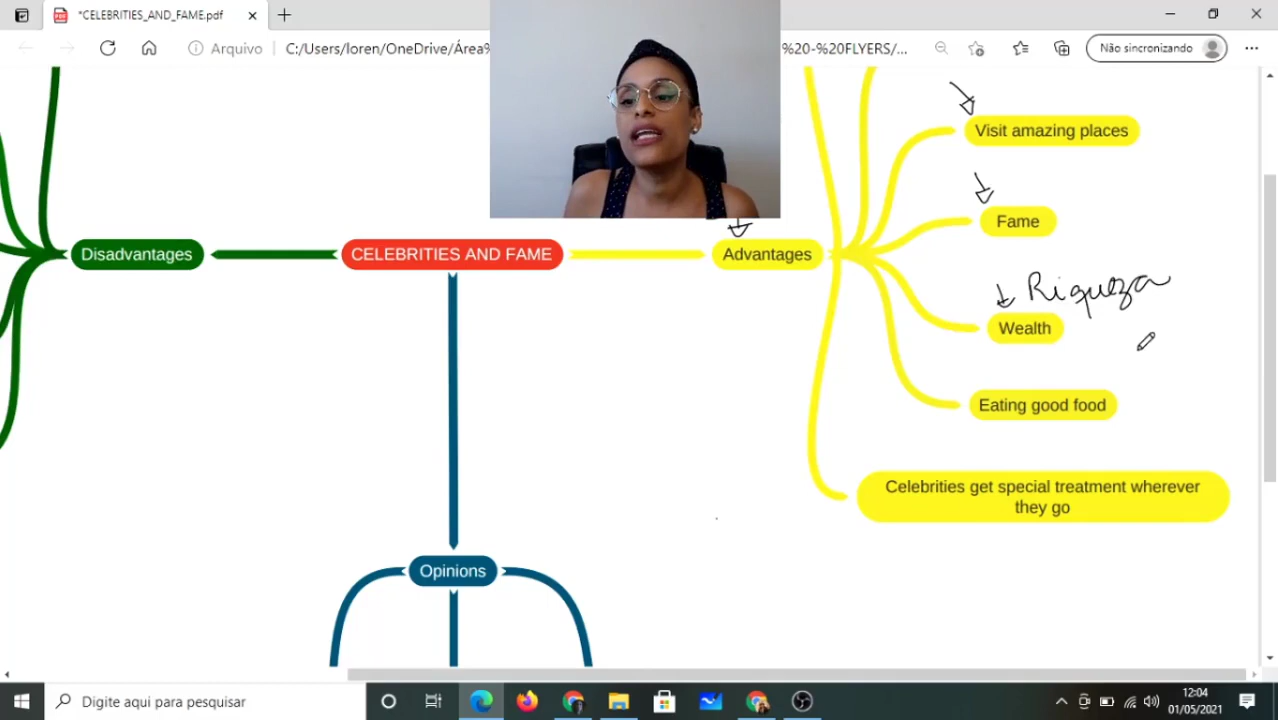 *CELEBRITIES_AND_FAME.pdf
Arquivo
C:/Users/loren/OneDrive/Área%
%20-%20FLYERS/...
Não sincronizando
Visit amazing places
Fame
Disadvantages
CELEBRITIES AND FAME
Advantages
Riqueza
Wealth
Eating good food
Celebrities get special treatment wherever
they go
Opinions
Digite aqui para pesquisar
12:04
01/05/2021